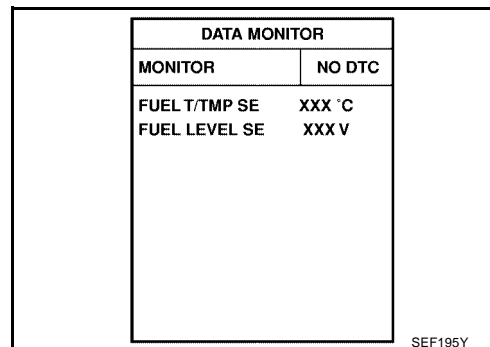 DATA MONITOR
MONITOR NO DTC
FUEL T/TMP SE XXX °C
FUEL LEVEL SE XXX V
SEF195Y